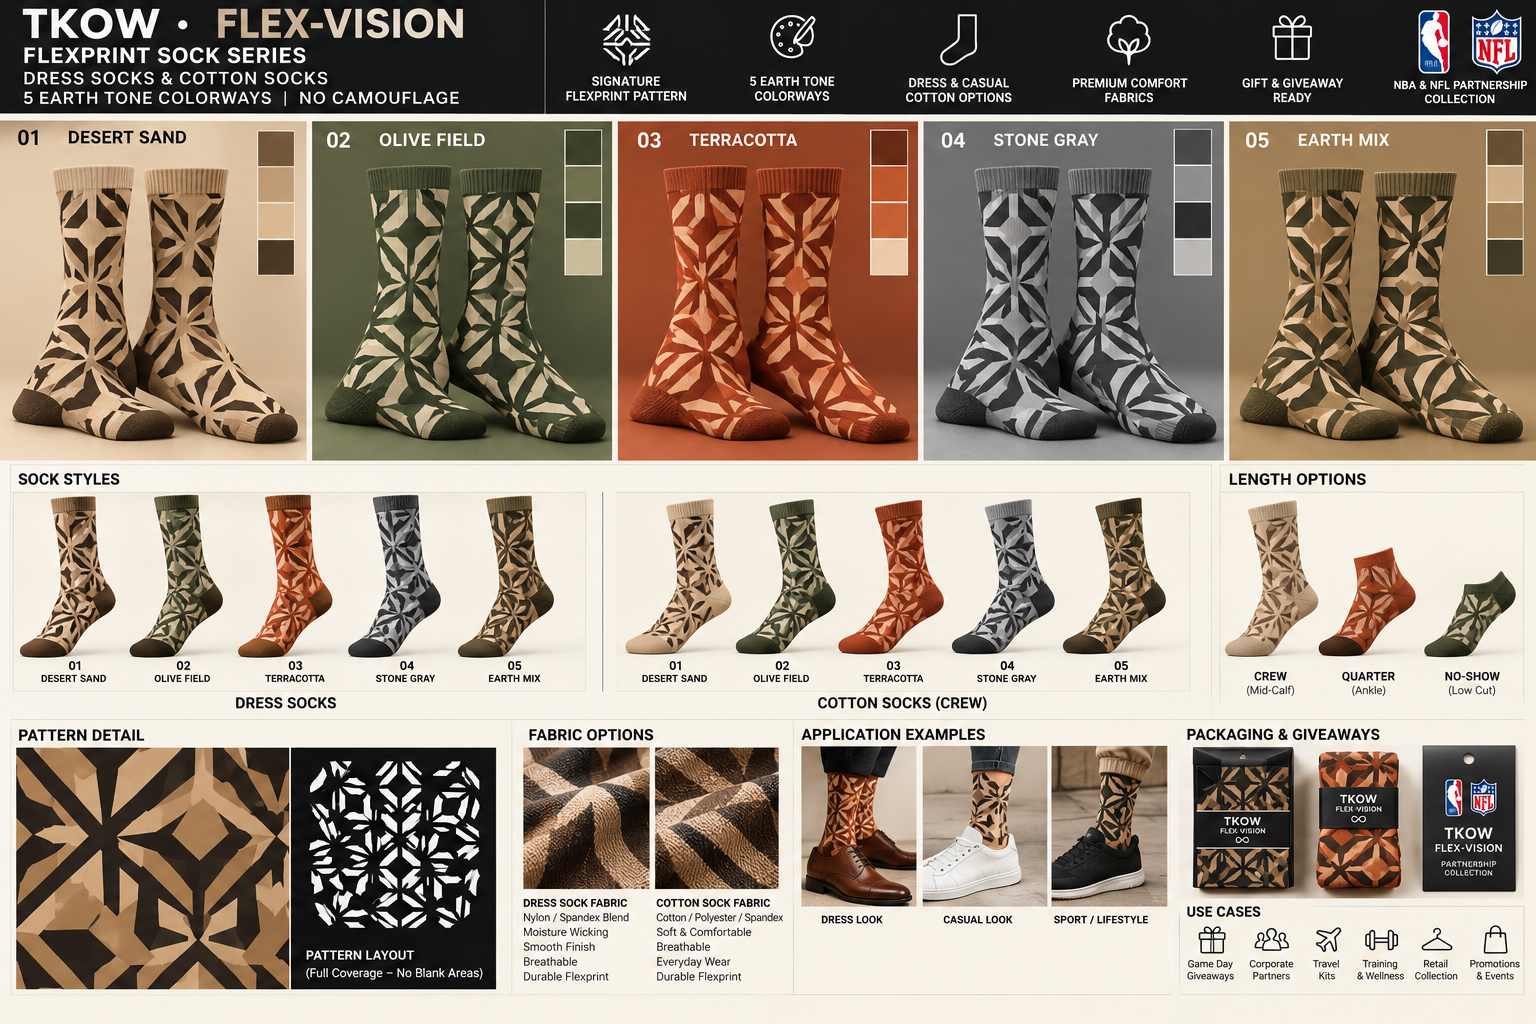 TKOW • FLEX-VISION
FLEXPRINT SOCK SERIES
DRESS SOCKS & COTTON SOCKS
5 EARTH TONE COLORWAYS | NO CAMOUFLAGE
SIGNATURE
FLEXPRINT PATTERN
5 EARTH TONE
COLORWAYS
DRESS & CASUAL
COTTON OPTIONS
PREMIUM COMFORT
FABRICS
GIFT & GIVEAWAY
READY
NFL
NBA & NFL PARTNERSHIP
COLLECTION
01 DESERT SAND
02 OLIVE FIELD
03 TERRACOTTA
04 STONE GRAY
05 EARTH MIX
SOCK STYLES
01
DESERT SAND
02
OLIVE FIELD
03
TERRACOTTA
04
STONE GRAY
05
EARTH MIX
DRESS SOCKS
01
DESERT SAND
02
OLIVE FIELD
03
TERRACOTTA
04
STONE GRAY
05
EARTH MIX
COTTON SOCKS (CREW)
LENGTH OPTIONS
CREW
(Mid-Calf)
QUARTER
(Ankle)
NO-SHOW
(Low Cut)
PATTERN DETAIL
PATTERN LAYOUT
(Full Coverage – No Blank Areas)
FABRIC OPTIONS
DRESS SOCK FABRIC
Nylon / Spandex Blend
Moisture Wicking
Smooth Finish
Breathable
Durable Flexprint
COTTON SOCK FABRIC
Cotton / Polyester / Spandex
Soft & Comfortable
Breathable
Everyday Wear
Durable Flexprint
APPLICATION EXAMPLES
DRESS LOOK
CASUAL LOOK
SPORT / LIFESTYLE
PACKAGING & GIVEAWAYS
TKOW
FLEX-VISION
TKOW
FLEX-VISION
NFL
TKOW
FLEX-VISION
PARTNERSHIP
COLLECTION
USE CASES
Game Day
Giveaways
Corporate
Partners
Travel
Kits
Training
& Wellness
Retail
Collection
Promotions
& Events